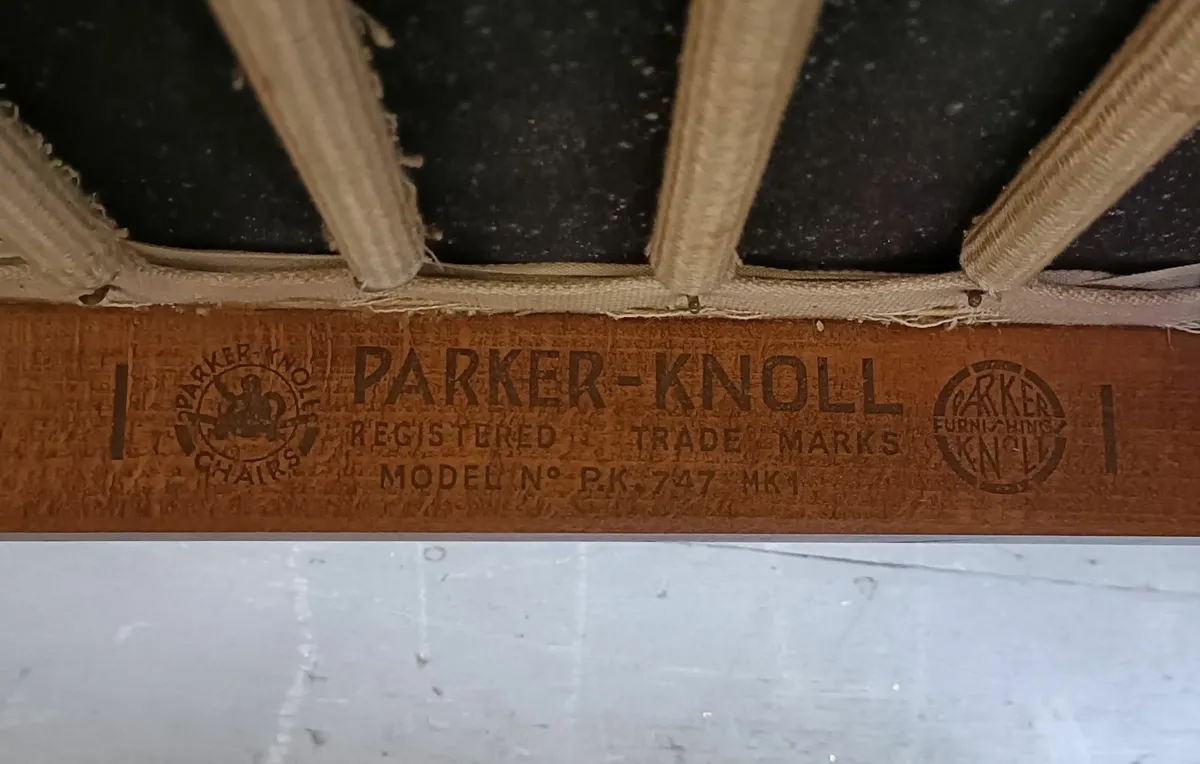 PARKER-KNOLL
CHAIRS
PARKER-KNOLL
REGISTERED TRADE MARKS
MODEL Nº P.K. 747 MK1
PARKER
FURNISHINGS
KNOLL